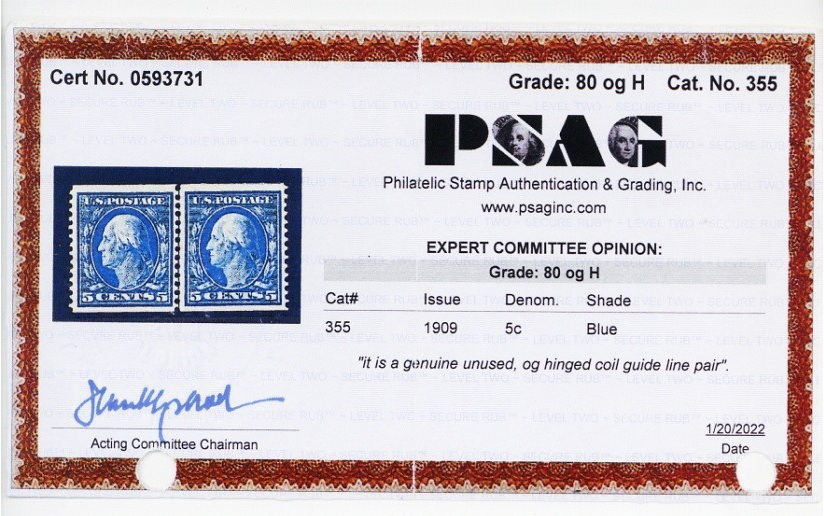 Cert No. 0593731
Grade: 80 og H Cat. No. 355
PSAG
Philatelic Stamp Authentication & Grading, Inc.
www.psaginc.com
U.S.POSTAGE U.S.POSTAGE
5 CENTS 5 5 CENTS 5
EXPERT COMMITTEE OPINION:
Grade: 80 og H
Cat# Issue Denom. Shade
355 1909 5c Blue
"it is a genuine unused, og hinged coil guide line pair".
Acting Committee Chairman
1/20/2022
Date